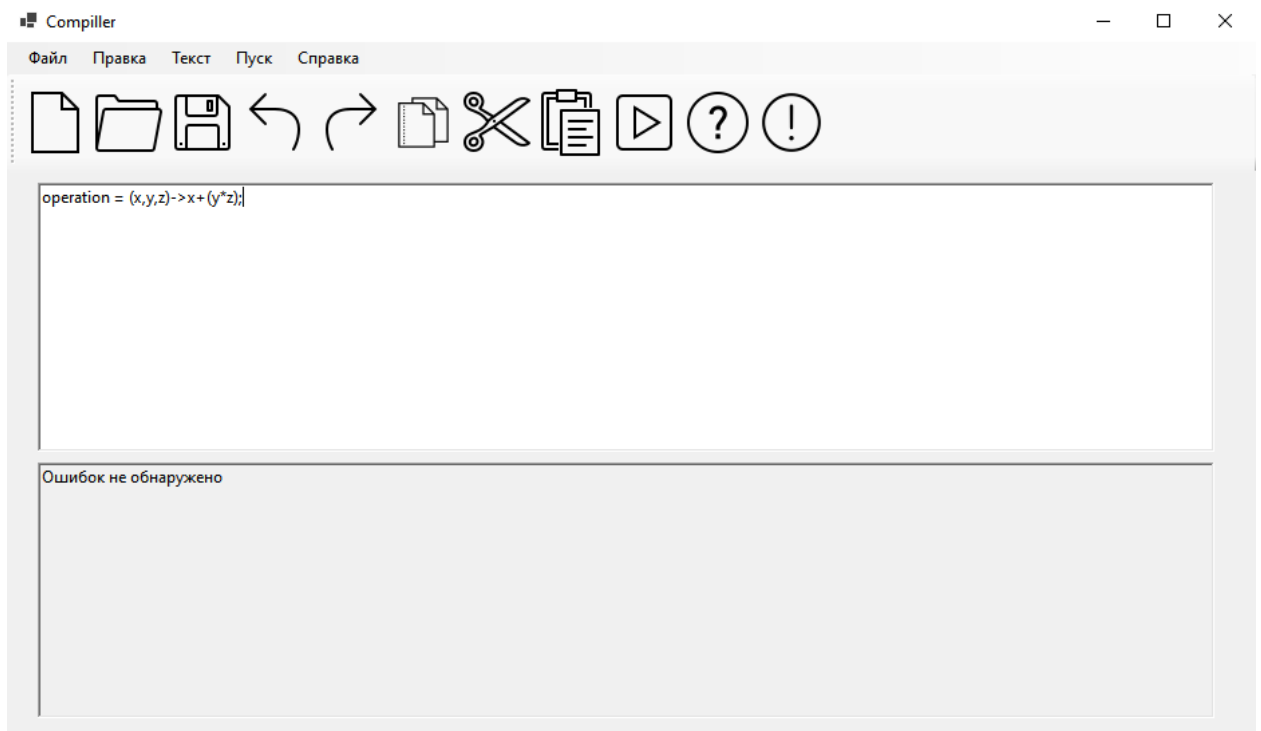 Compiller
Файл Правка Текст Пуск Справка
operation = (x,y,z)->x+(y*z);
Ошибок не обнаружено